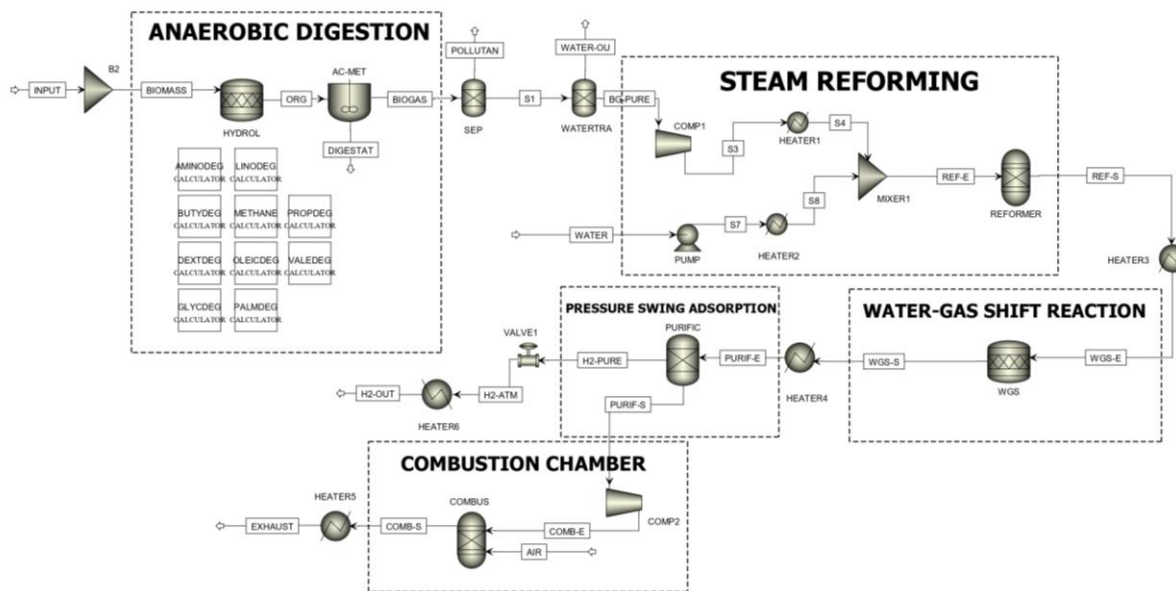 ANAEROBIC DIGESTION
INPUT
B2
BIOMASS
HYDROL
ORG
AC-MET
BIOGAS
DIGESTAT
AMINODEG
CALCULATOR
LINODEG
CALCULATOR
BUTYDEG
CALCULATOR
METHANE
CALCULATOR
PROPDEG
CALCULATOR
DEXTDEG
CALCULATOR
OLEICDEG
CALCULATOR
VALEDEG
CALCULATOR
GLYCDEG
CALCULATOR
PALMDEG
CALCULATOR
POLLUTAN
SEP
S1
WATER-OU
WATERTRA
BG-PURE
STEAM REFORMING
COMP1
S3
HEATER1
S4
MIXER1
WATER
PUMP
S7
HEATER2
S8
REF-E
REFORMER
REF-S
HEATER3
WATER-GAS SHIFT REACTION
WGS-E
WGS
WGS-S
HEATER4
PRESSURE SWING ADSORPTION
PURIFIC
PURIF-E
H2-PURE
PURIF-S
VALVE1
H2-ATM
HEATER6
H2-OUT
COMBUSTION CHAMBER
COMP2
COMB-E
COMBUS
AIR
COMB-S
HEATER5
EXHAUST